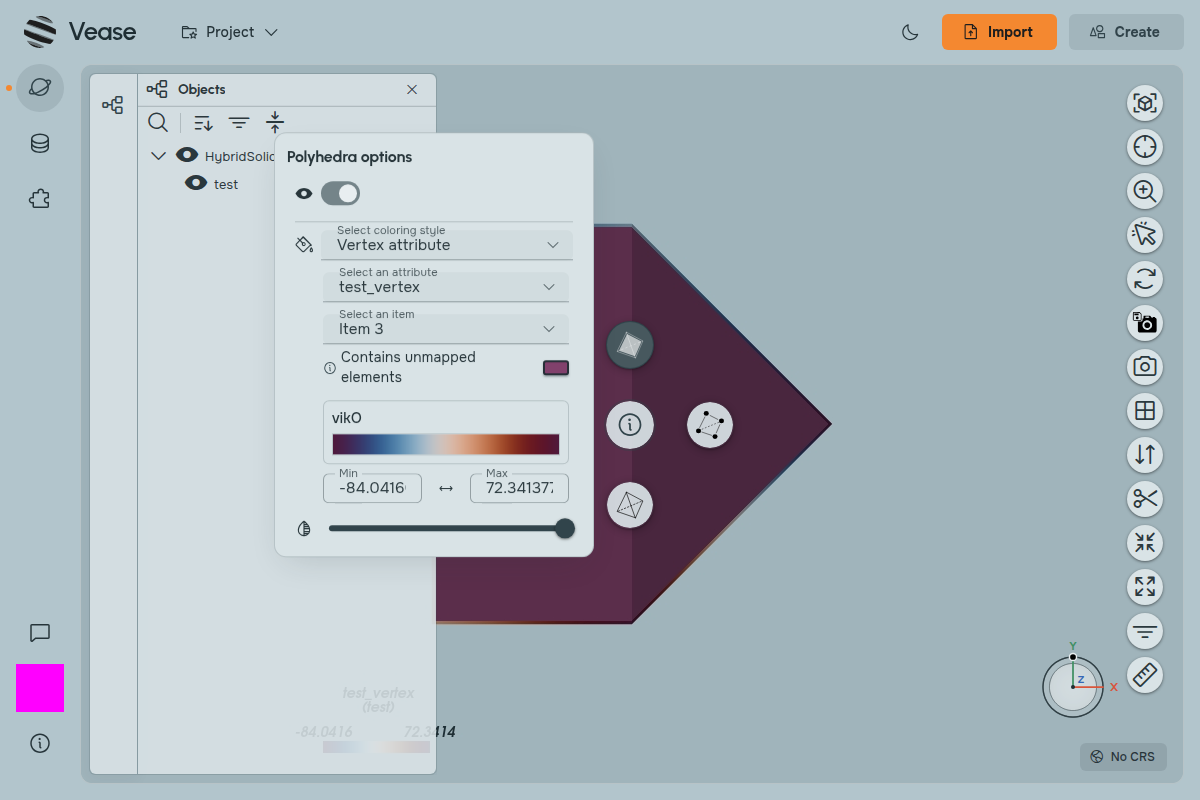 Vease
Project
Import
Create
Objects
HybridSolid
test
Polyhedra options
Select coloring style
Vertex attribute
Select an attribute
test_vertex
Select an item
Item 3
Contains unmapped
elements
vikO
Min
Max
-84.0416
72.341377
test_vertex
(test)
-84.0416
72.3414
Y
Z
X
No CRS